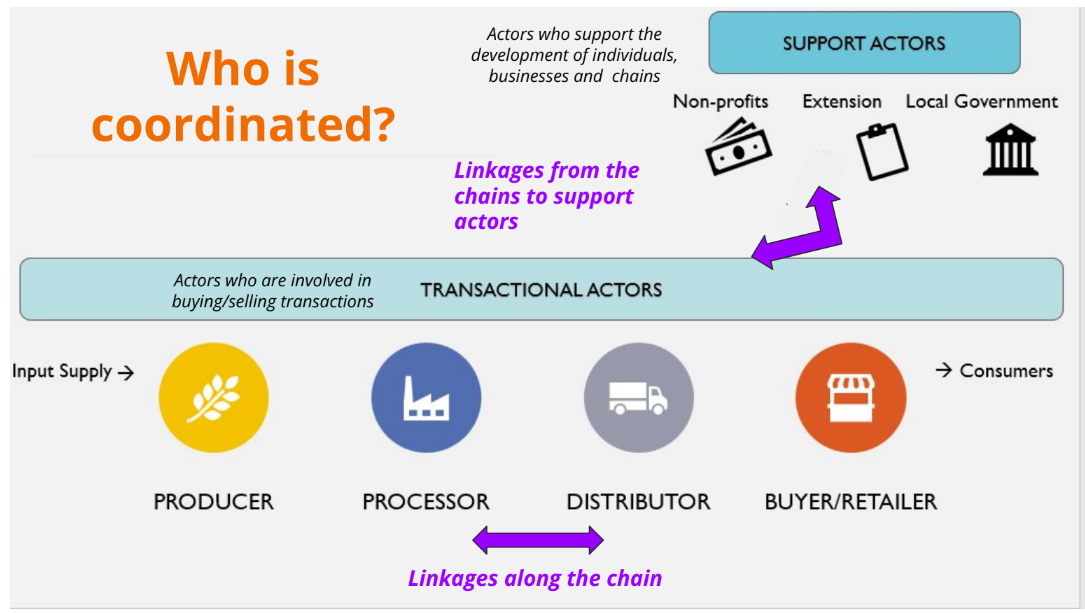 Who is
coordinated?
Actors who support the
development of individuals,
businesses and chains
SUPPORT ACTORS
Non-profits
Extension
Local Government
Linkages from the
chains to support
actors
Actors who are involved in
buying/selling transactions
TRANSACTIONAL ACTORS
Input Supply →
→ Consumers
PRODUCER
PROCESSOR
DISTRIBUTOR
BUYER/RETAILER
Linkages along the chain